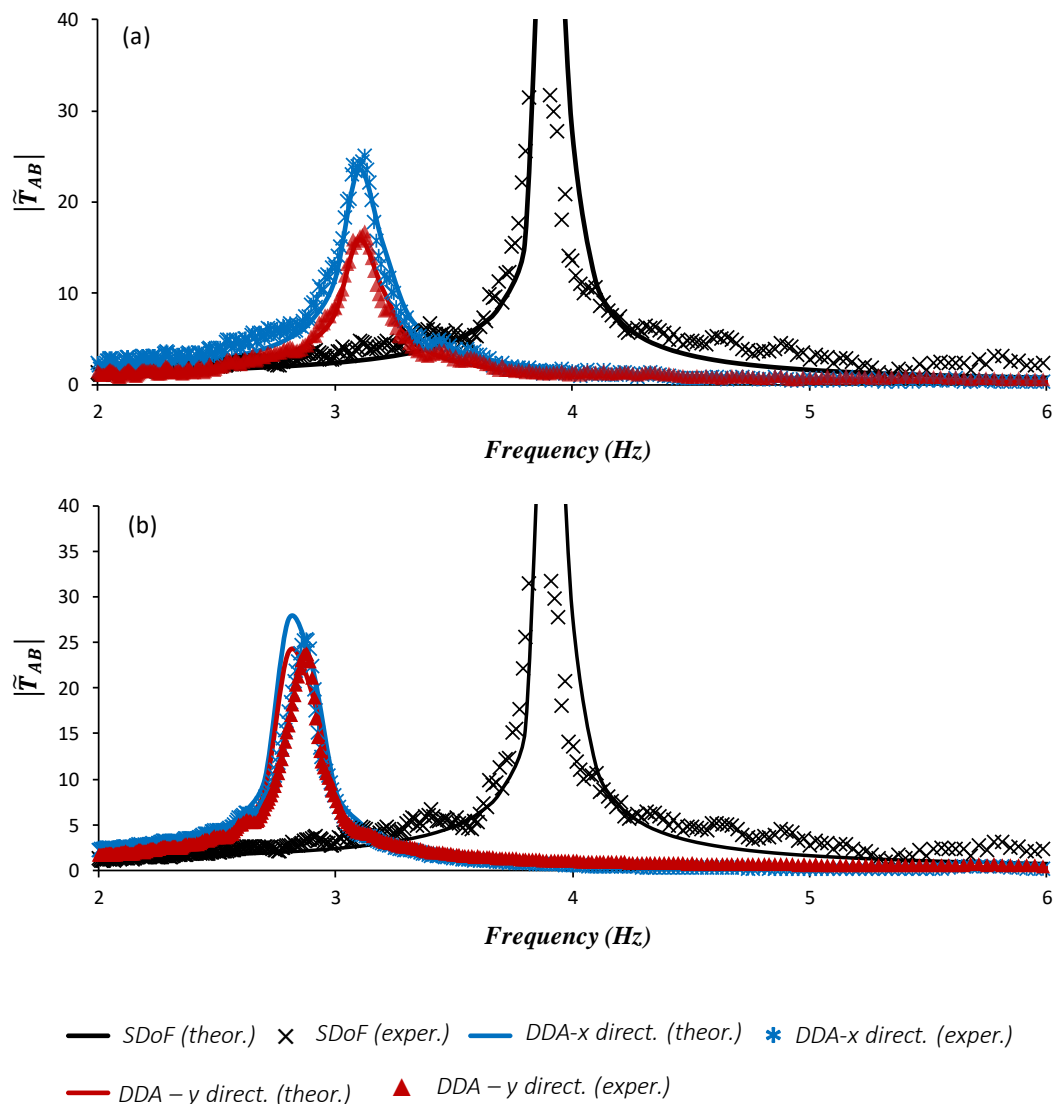 40
(a)
30
20
10
0
|T̃_AB|
2 3 4 5 6
Frequency (Hz)
40
(b)
35
30
25
20
15
10
5
0
|T̃_AB|
2 3 4 5 6
Frequency (Hz)
SDoF (theor.) SDoF (exper.) DDA-x direct. (theor.) DDA-x direct. (exper.)
DDA – y direct. (theor.) DDA – y direct. (exper.)